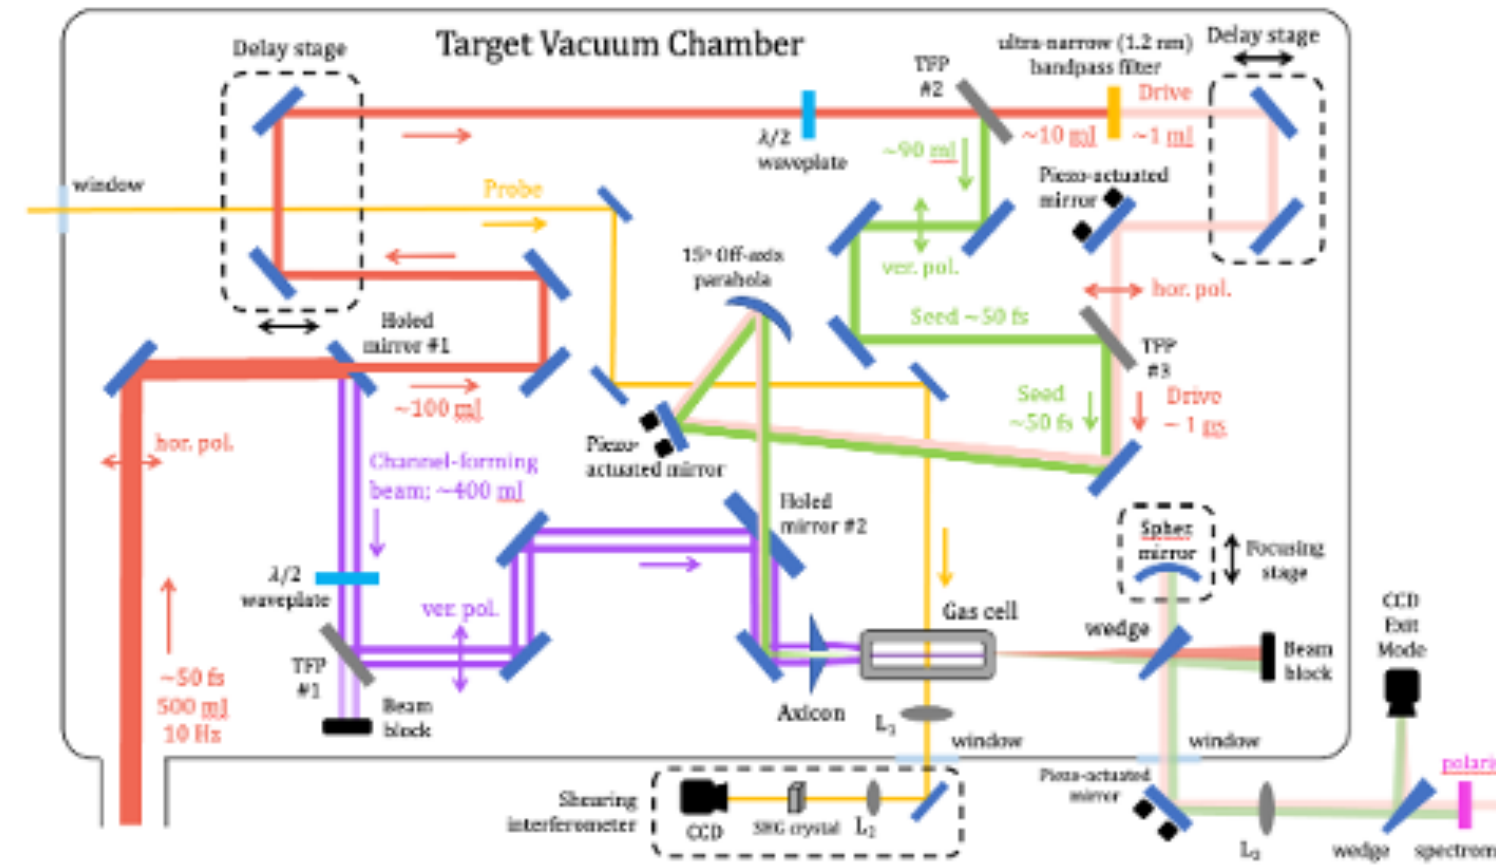 Target Vacuum Chamber
Delay stage
window
Probe
λ/2
waveplate
TFP
#2
ultra-narrow (1.2 nm)
bandpass filter
Delay stage
Drive
~10 mJ
~1 mJ
~90 mJ
Piezo-actuated
mirror
ver. pol.
hor. pol.
15° Off-axis
parabola
Seed ~50 fs
TFP
#3
Holed
mirror #1
~100 mJ
hor. pol.
Seed
~50 fs
Drive
~ 1 ps
Piezo-
actuated mirror
Channel-forming
beam; ~400 mJ
Holed
mirror #2
λ/2
waveplate
ver. pol.
TFP
#1
Beam
block
~50 fs
500 mJ
10 Hz
Axicon
Gas cell
L1
window
Spher.
mirror
Focusing
stage
wedge
Beam
block
window
CCD
Exit
Mode
Shearing
interferometer
CCD
SHG crystal
L2
Piezo-actuated
mirror
wedge
polaris
spectrom